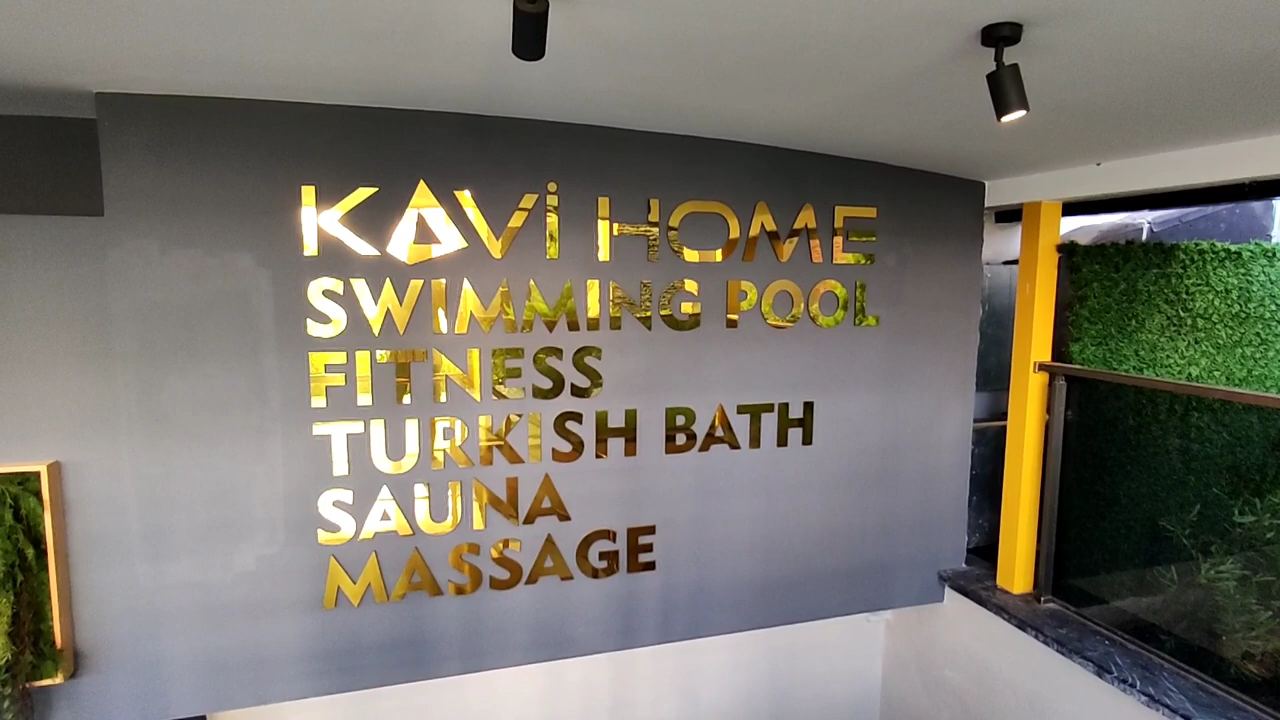 KAVİ HOME
SWIMMING POOL
FITNESS
TURKISH BATH
SAUNA
MASSAGE